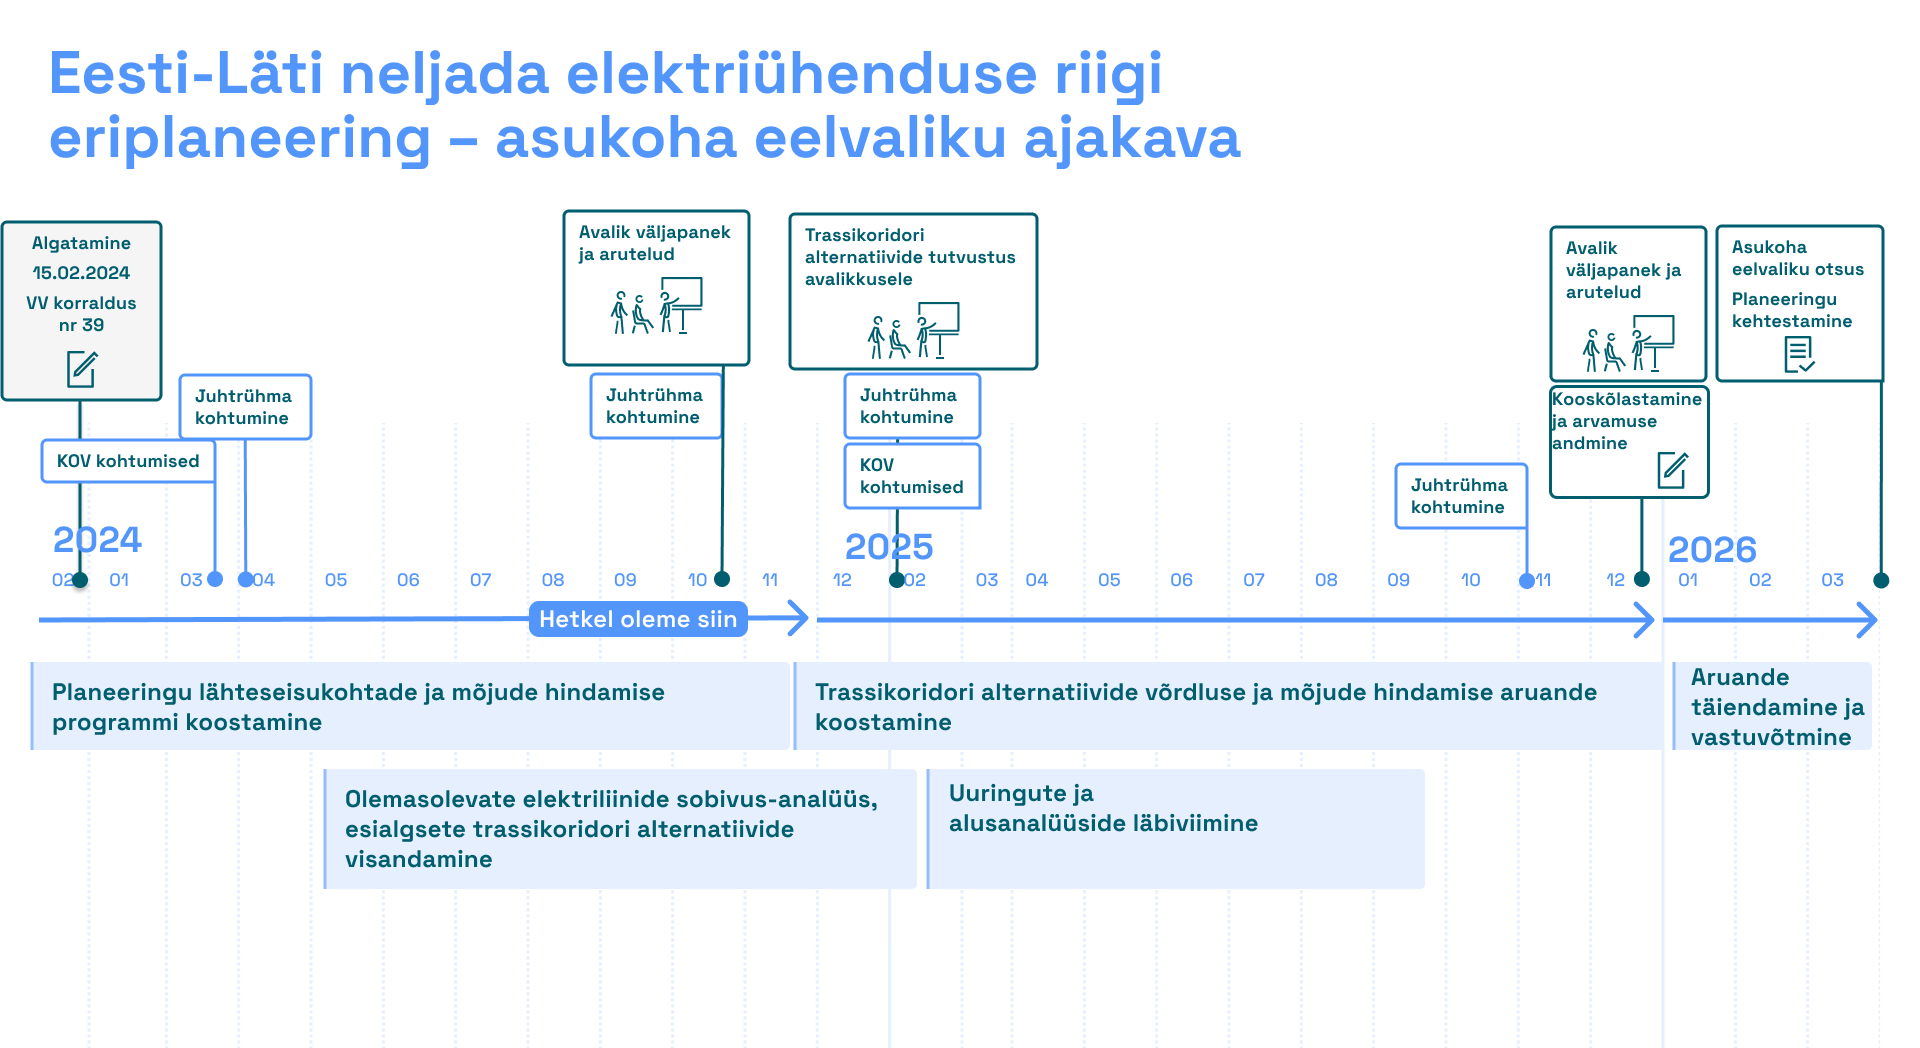 Eesti-Läti neljada elektriühenduse riigi
eriplaneering – asukoha eelvaliku ajakava
Algatamine
15.02.2024
VV korraldus
nr 39
Juhtrühma
kohtumine
KOV kohtumised
Avalik väljapanek
ja arutelud
Juhtrühma
kohtumine
Trassikoridori
alternatiivide tutvustus
avalikkusele
Juhtrühma
kohtumine
KOV
kohtumised
Juhtrühma
kohtumine
Avalik
väljapanek ja
arutelud
Kooskõlastamine
ja arvamuse
andmine
Asukoha
eelvaliku otsus
Planeeringu
kehtestamine
2024
2025
2026
02 01 03 04 05 06 07 08 09 10 11 12 02 03 04 05 06 07 08 09 10 11 12 01 02 03
Hetkel oleme siin
Planeeringu lähteseisukohtade ja mõjude hindamise
programmi koostamine
Trassikoridori alternatiivide võrdluse ja mõjude hindamise aruande
koostamine
Aruande
täiendamine ja
vastuvõtmine
Olemasolevate elektriliinide sobivus-analüüs,
esialgsete trassikoridori alternatiivide
visandamine
Uuringute ja
alusanalüüside läbiviimine